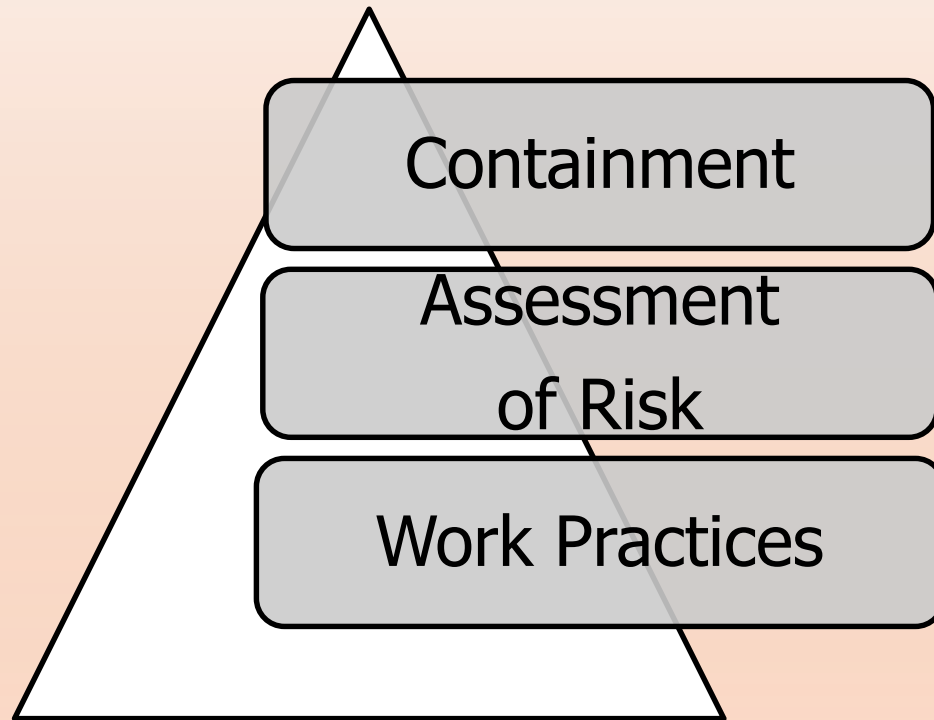 Containment
Assessment
of Risk
Work Practices